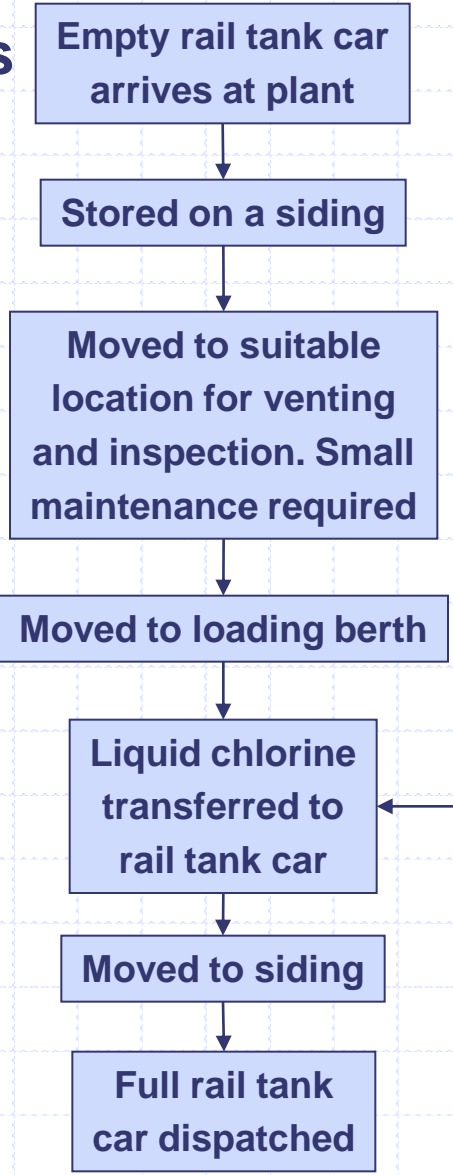 s
Empty rail tank car
arrives at plant
Stored on a siding
Moved to suitable
location for venting
and inspection. Small
maintenance required
Moved to loading berth
Liquid chlorine
transferred to
rail tank car
Moved to siding
Full rail tank
car dispatched